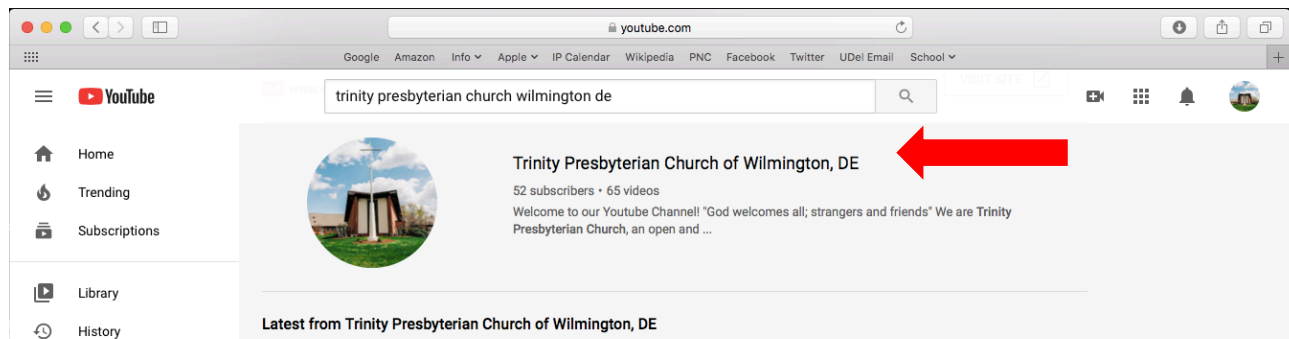 youtube.com
Google Amazon Info Apple IP Calendar Wikipedia PNC Facebook Twitter UDel Email School
YouTube
trinity presbyterian church wilmington de
VISIT SITE
Home
Trinity Presbyterian Church of Wilmington, DE
Trending
52 subscribers • 65 videos
Welcome to our Youtube Channel! "God welcomes all; strangers and friends" We are Trinity
Presbyterian Church, an open and ...
Subscriptions
Library
Latest from Trinity Presbyterian Church of Wilmington, DE
History